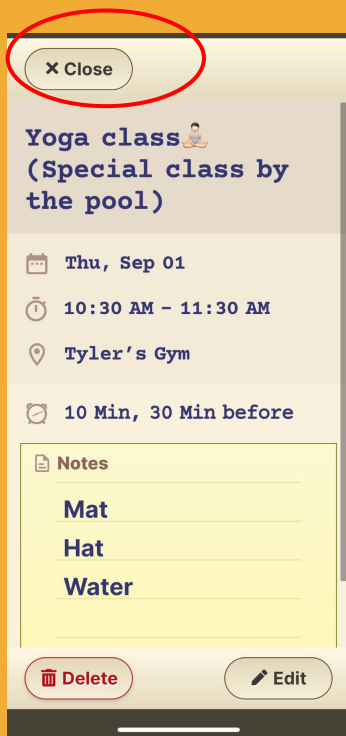 × Close
Yoga class🧘🏻
(Special class by
the pool)
Thu, Sep 01
10:30 AM – 11:30 AM
Tyler’s Gym
10 Min, 30 Min before
Notes
Mat
Hat
Water
Delete
Edit